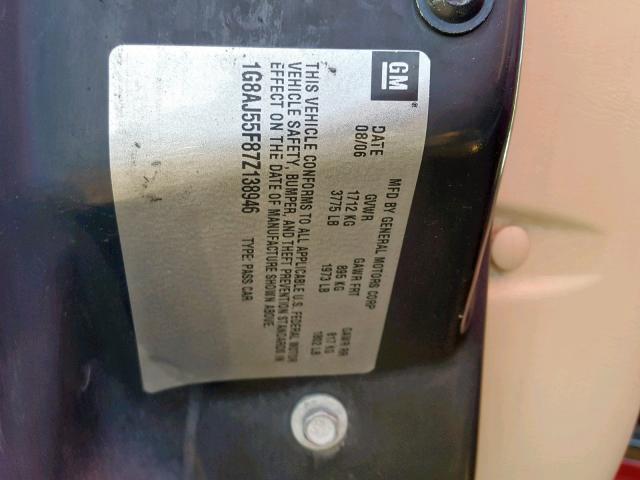 GM
MFD BY GENERAL MOTORS CORP
DATE GVWR GAWR FRT GAWR RR
08/06 1712 KG 895 KG 817 KG
3775 LB 1973 LB 1802 LB
THIS VEHICLE CONFORMS TO ALL APPLICABLE U.S. FEDERAL MOTOR
VEHICLE SAFETY, BUMPER, AND THEFT PREVENTION STANDARDS IN
EFFECT ON THE DATE OF MANUFACTURE SHOWN ABOVE.
1G8AJ55F87Z138946 TYPE: PASS CAR